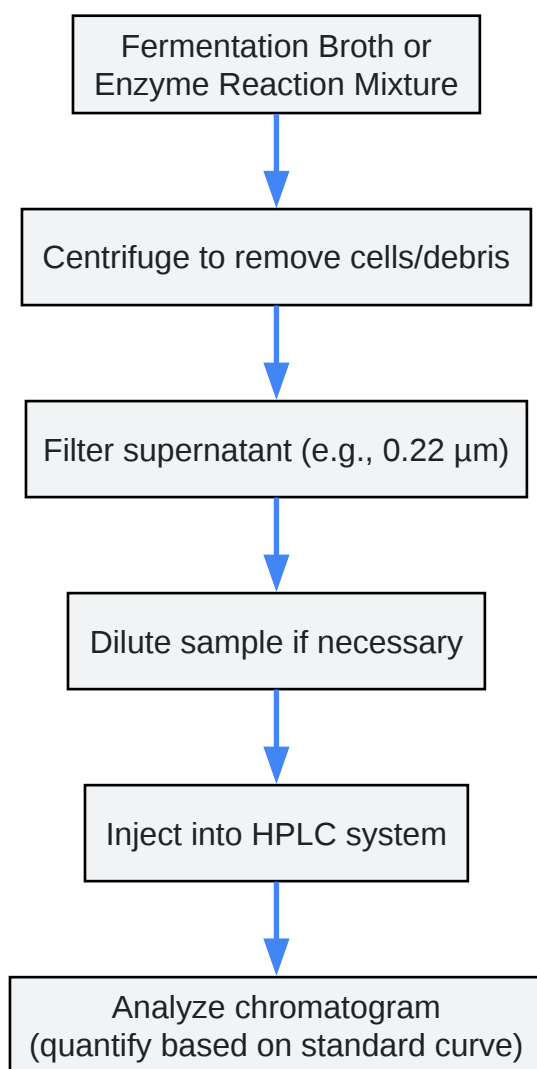 Fermentation Broth or
Enzyme Reaction Mixture
Centrifuge to remove cells/debris
Filter supernatant (e.g., 0.22 µm)
Dilute sample if necessary
Inject into HPLC system
Analyze chromatogram
(quantify based on standard curve)